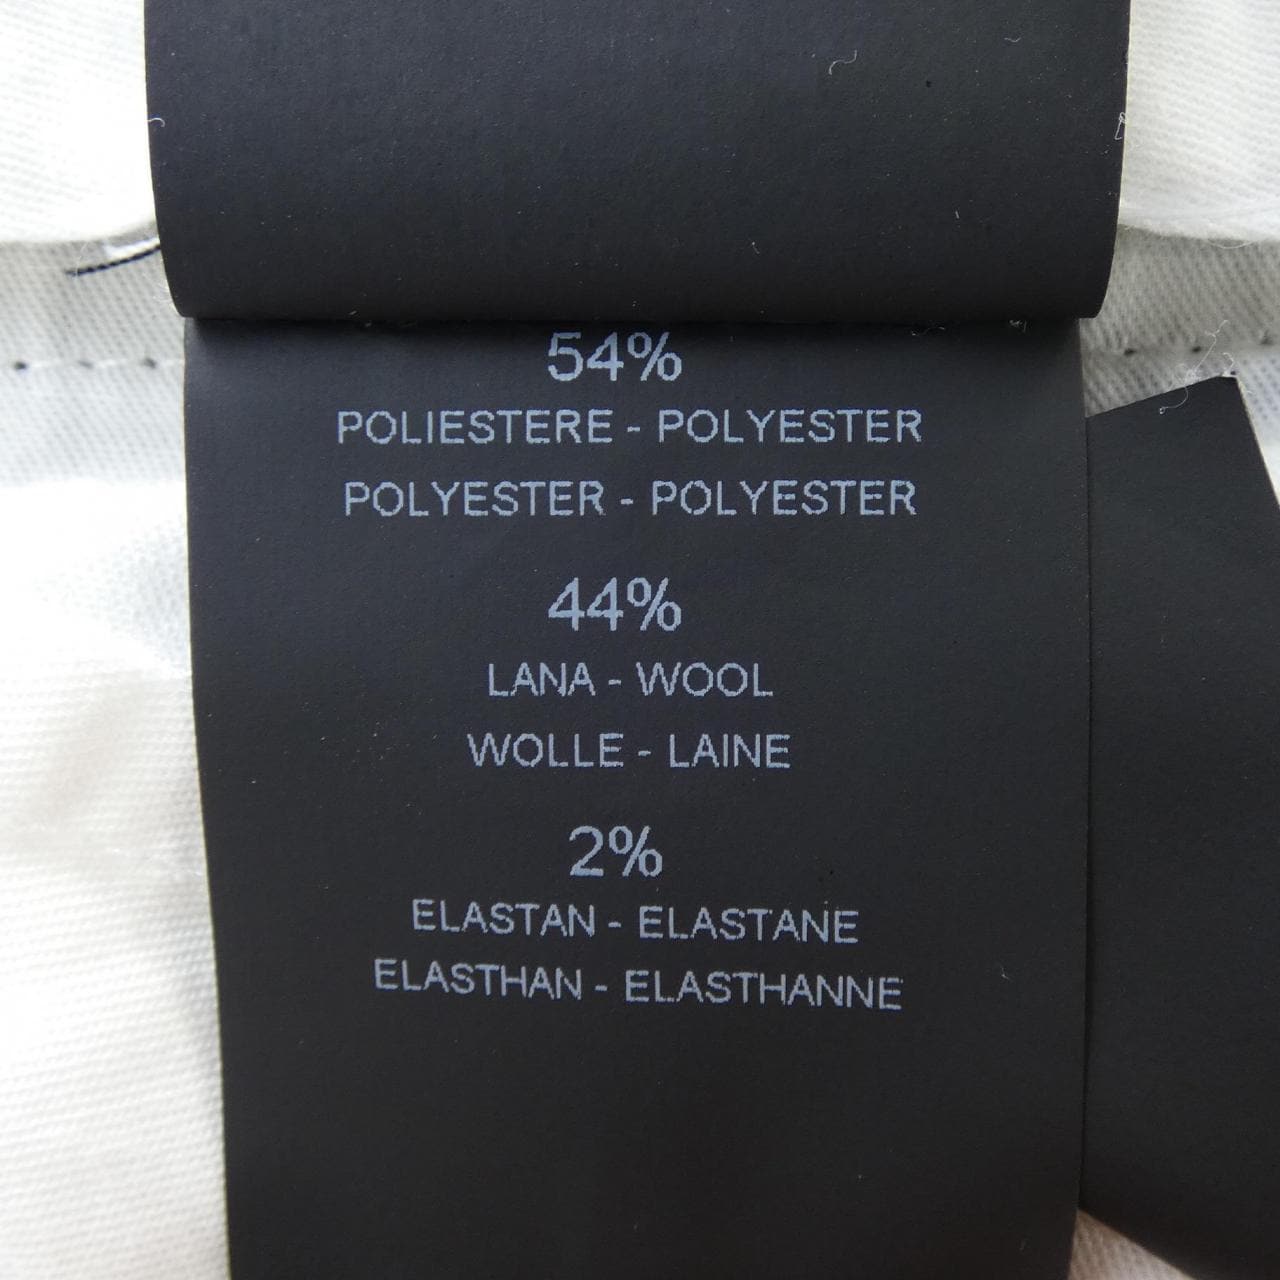 54%
POLIESTERE - POLYESTER
POLYESTER - POLYESTER
44%
LANA - WOOL
WOLLE - LAINE
2%
ELASTAN - ELASTANE
ELASTHAN - ELASTHANNE